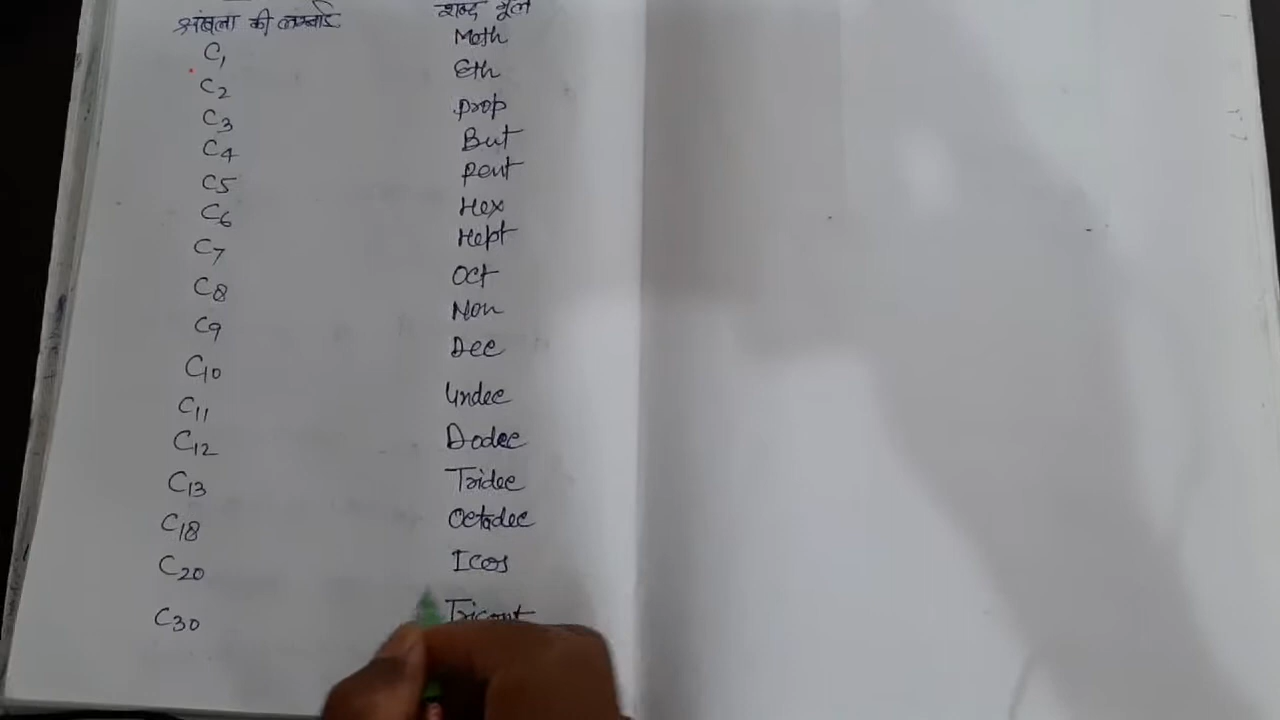 श्रंखला की लम्बाई शब्द मूल
C1 Meth
C2 Eth
C3 prop
C4 But
C5 pent
C6 Hex
C7 Hept
C8 Oct
C9 Non
C10 Dec
C11 Undec
C12 Dodec
C13 Tridec
C18 Octadec
C20 Icos
C30 Tricont